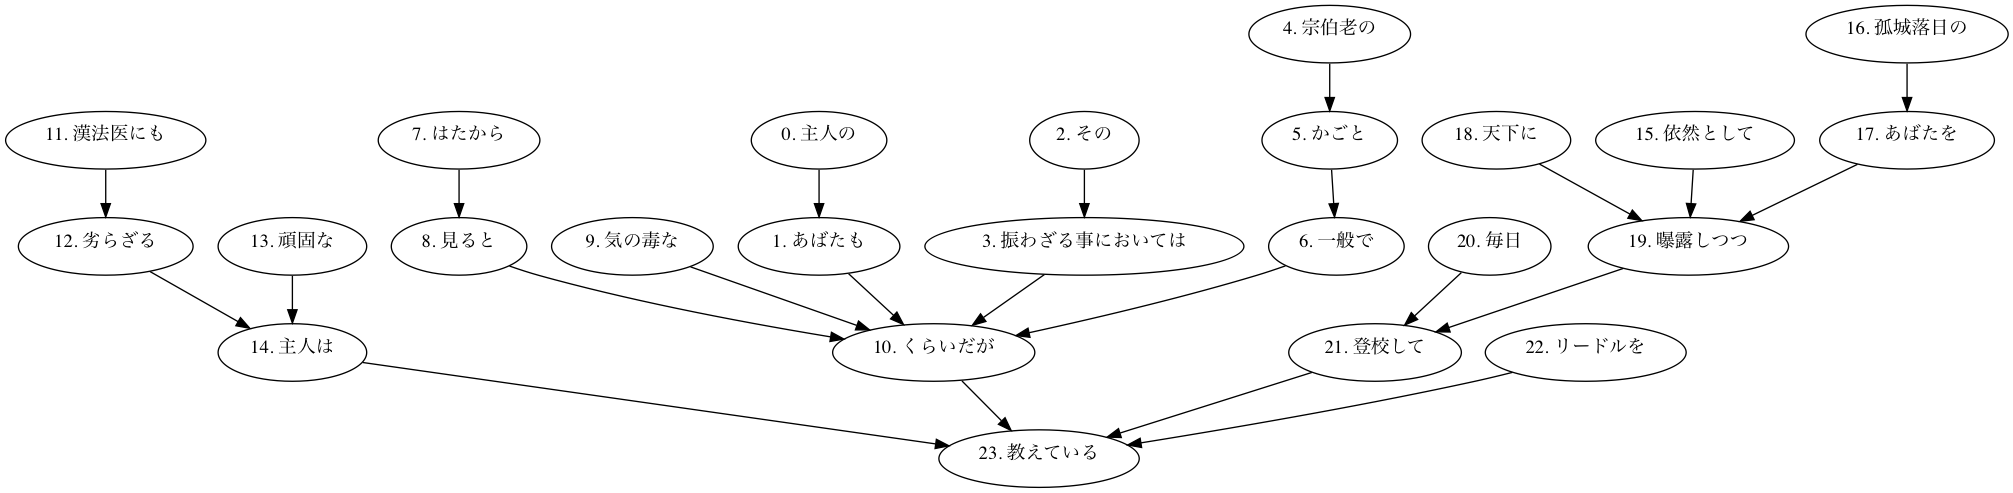 4. 宗伯老の
16. 孤城落日の
11. 漢法医にも
7. はたから
0. 主人の
2. その
5. かごと
18. 天下に
15. 依然として
17. あばたを
12. 劣らざる
13. 頑固な
8. 見ると
9. 気の毒な
1. あばたも
3. 振わざる事においては
6. 一般で
20. 毎日
19. 曝露しつつ
14. 主人は
10. くらいだが
21. 登校して
22. リードルを
23. 教えている